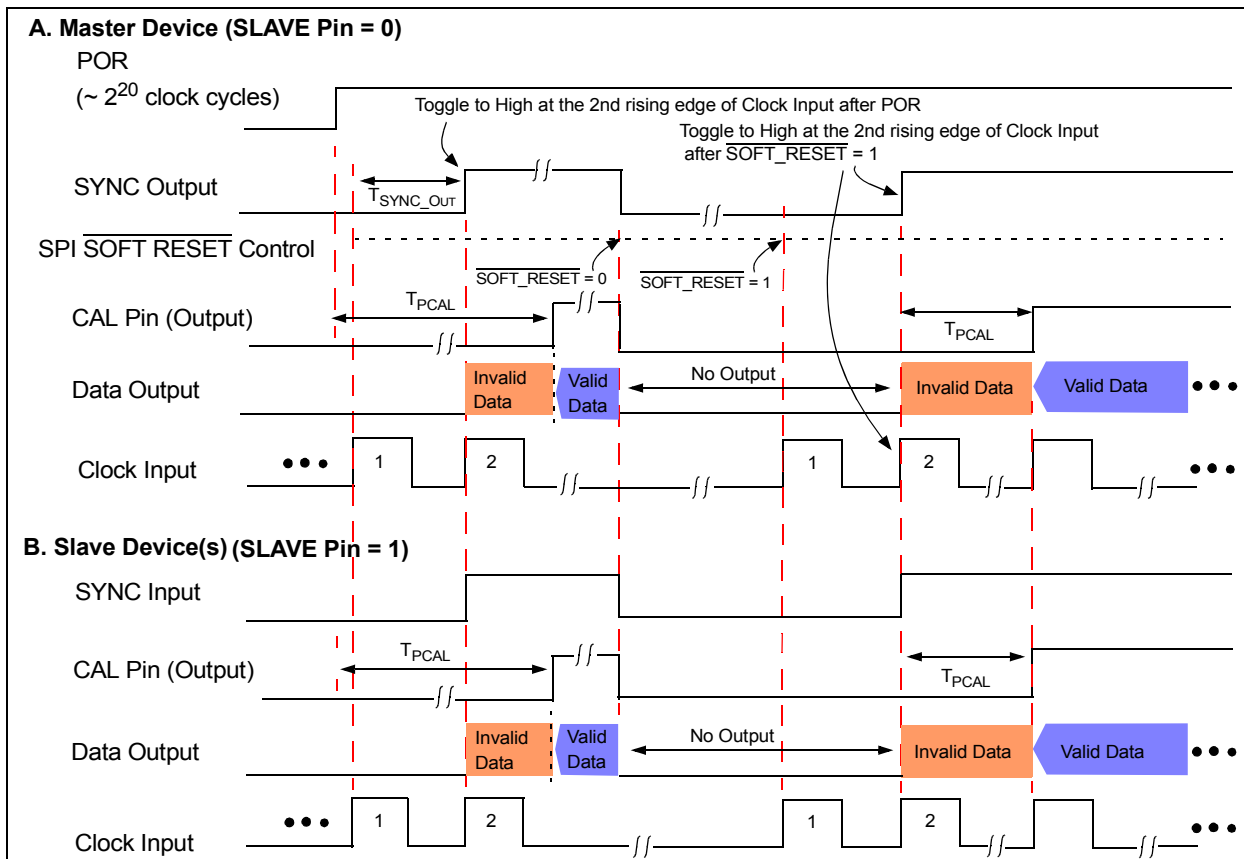 A. Master Device (SLAVE Pin = 0)
POR
(~ 2^20 clock cycles)
Toggle to High at the 2nd rising edge of Clock Input after POR
Toggle to High at the 2nd rising edge of Clock Input
after SOFT_RESET = 1
SYNC Output
T_SYNC_OUT
SPI SOFT RESET Control
SOFT_RESET = 0
SOFT_RESET = 1
CAL Pin (Output)
T_PCAL
T_PCAL
Data Output
Invalid
Data
Valid
Data
No Output
Invalid Data
Valid Data
Clock Input
1
2
1
2
B. Slave Device(s) (SLAVE Pin = 1)
SYNC Input
CAL Pin (Output)
T_PCAL
T_PCAL
Data Output
Invalid
Data
Valid
Data
No Output
Invalid Data
Valid Data
Clock Input
1
2
1
2